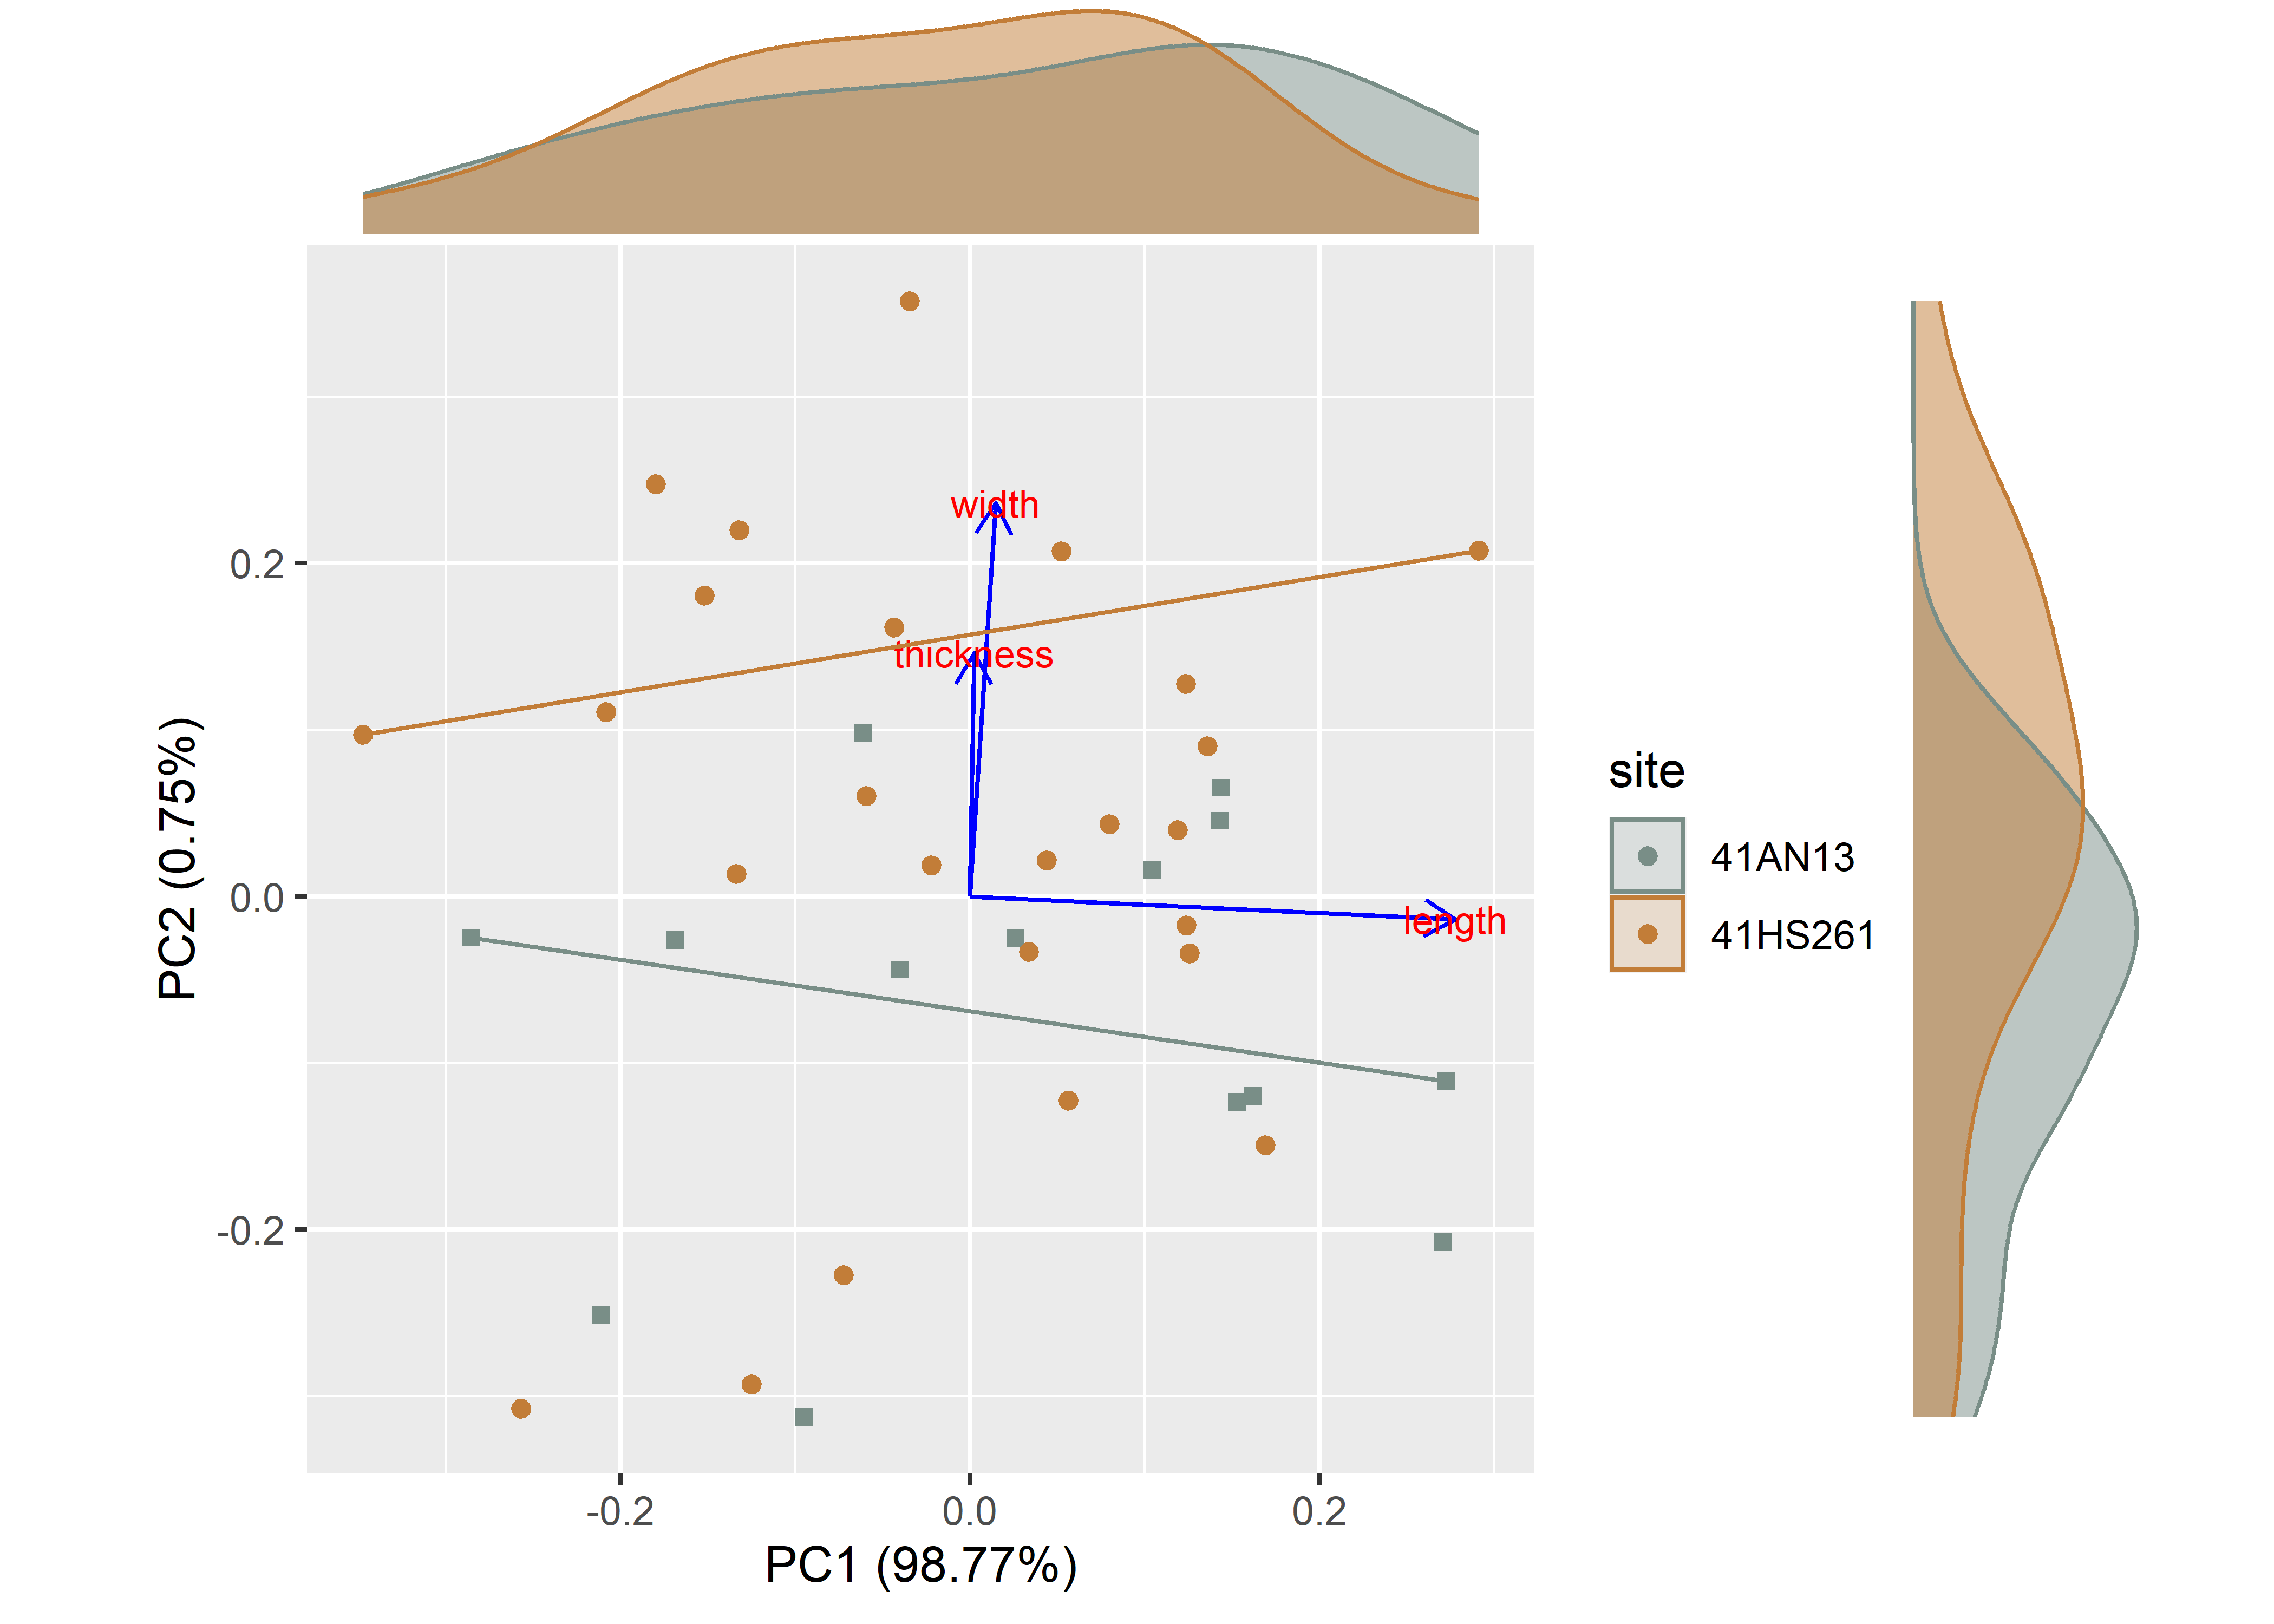 width
thickness
length
0.2
0.0
-0.2
PC2 (0.75%)
-0.2
0.0
0.2
PC1 (98.77%)
site
41AN13
41HS261